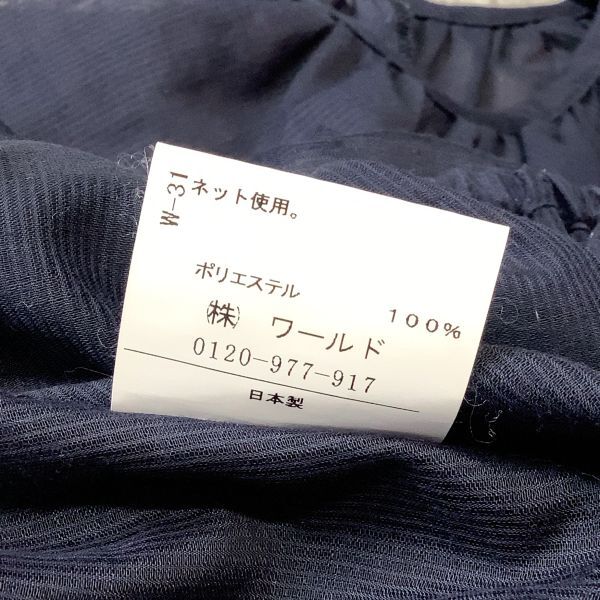 W-31
ネット使用。
ポリエステル 100%
㈱ ワールド
0120-977-917
日本製